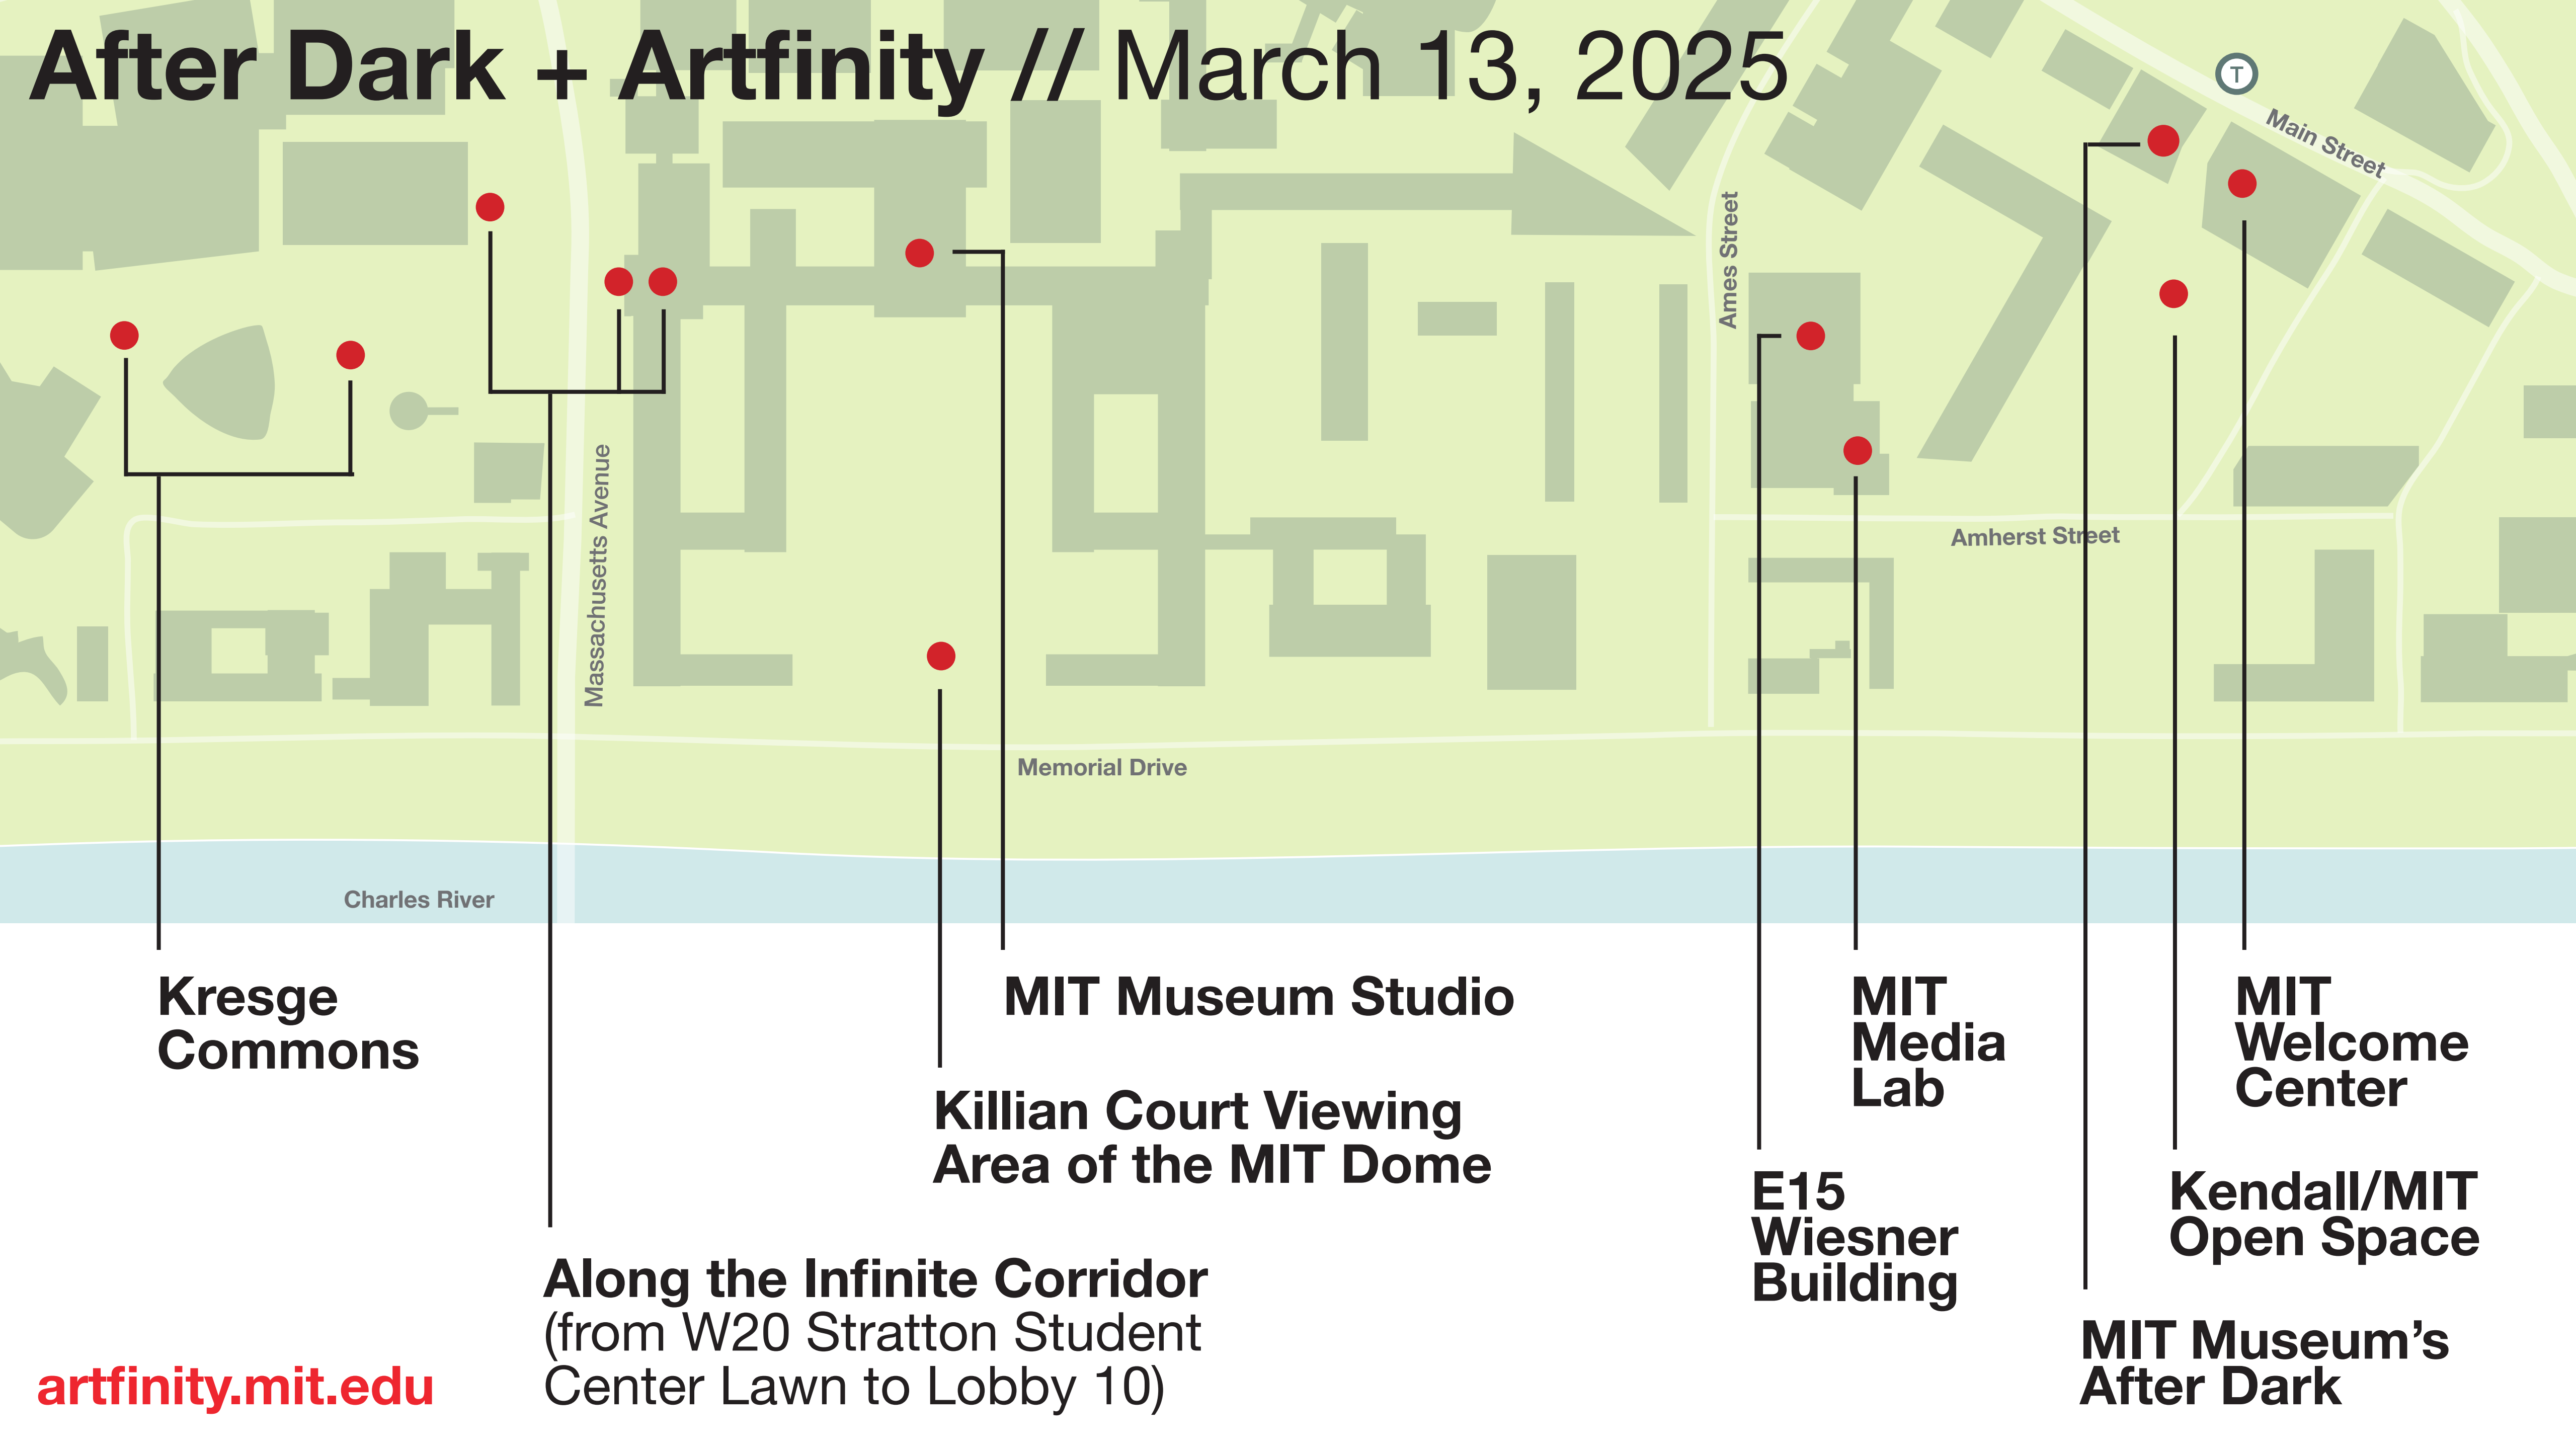 After Dark + Artfinity // March 13, 2025
T
Main Street
Ames Street
Massachusetts Avenue
Amherst Street
Memorial Drive
Charles River
Kresge
Commons
MIT Museum Studio
Killian Court Viewing
Area of the MIT Dome
Along the Infinite Corridor
(from W20 Stratton Student
Center Lawn to Lobby 10)
MIT
Media
Lab
E15
Wiesner
Building
MIT
Welcome
Center
Kendall/MIT
Open Space
MIT Museum’s
After Dark
artfinity.mit.edu